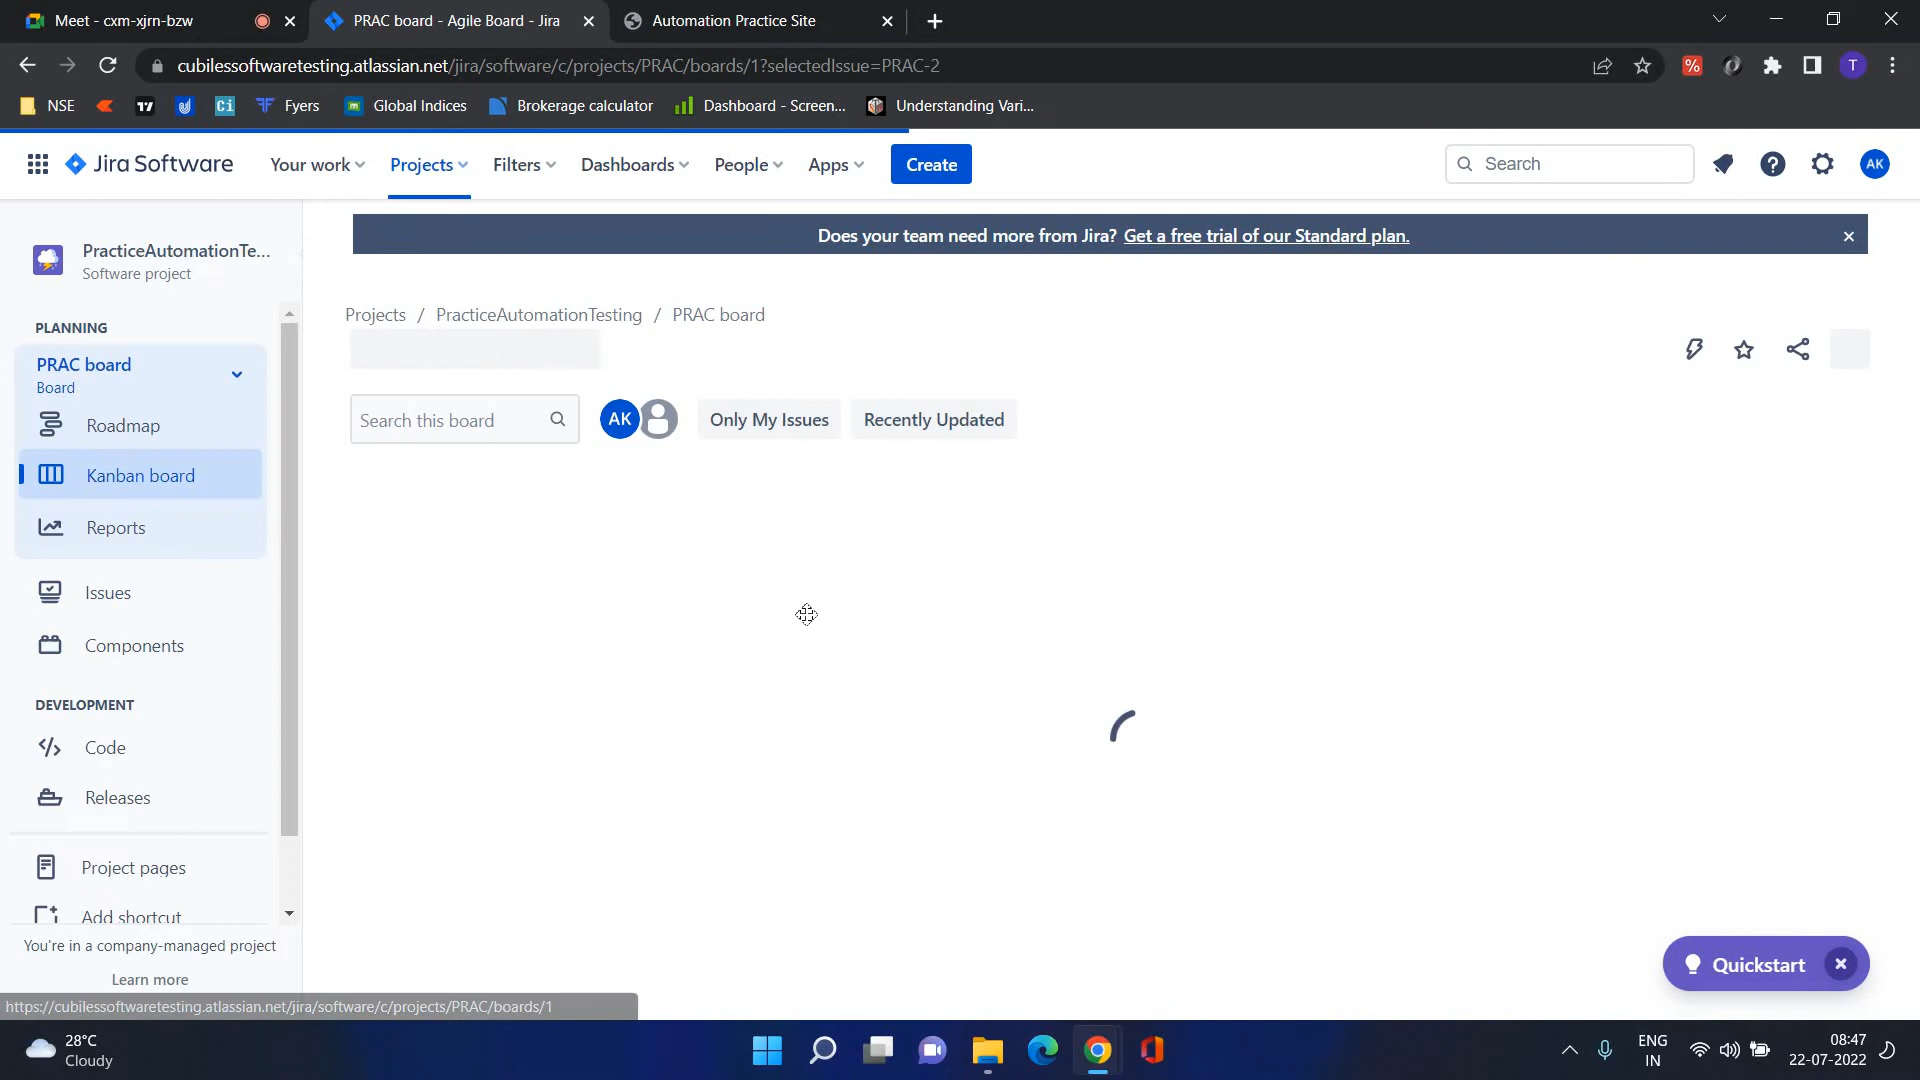 Meet - cxm-xjrn-bzw
PRAC board - Agile Board - Jira
Automation Practice Site
cubilessoftwaretesting.atlassian.net/jira/software/c/projects/PRAC/boards/1?selectedIssue=PRAC-2
%
T
NSE
Ci
Fyers
Global Indices
Brokerage calculator
Dashboard - Screen...
Understanding Vari...
Jira Software
Your work
Projects
Filters
Dashboards
People
Apps
Create
Search
AK
Does your team need more from Jira? Get a free trial of our Standard plan.
PracticeAutomationTe...
Software project
Projects / PracticeAutomationTesting / PRAC board
PLANNING
PRAC board
Board
Roadmap
Kanban board
Reports
Issues
Components
DEVELOPMENT
Code
Releases
Project pages
Add shortcut
You're in a company-managed project
Learn more
Search this board
AK
Only My Issues
Recently Updated
Quickstart
https://cubilessoftwaretesting.atlassian.net/jira/software/c/projects/PRAC/boards/1
28°C
Cloudy
ENG
IN
08:47
22-07-2022